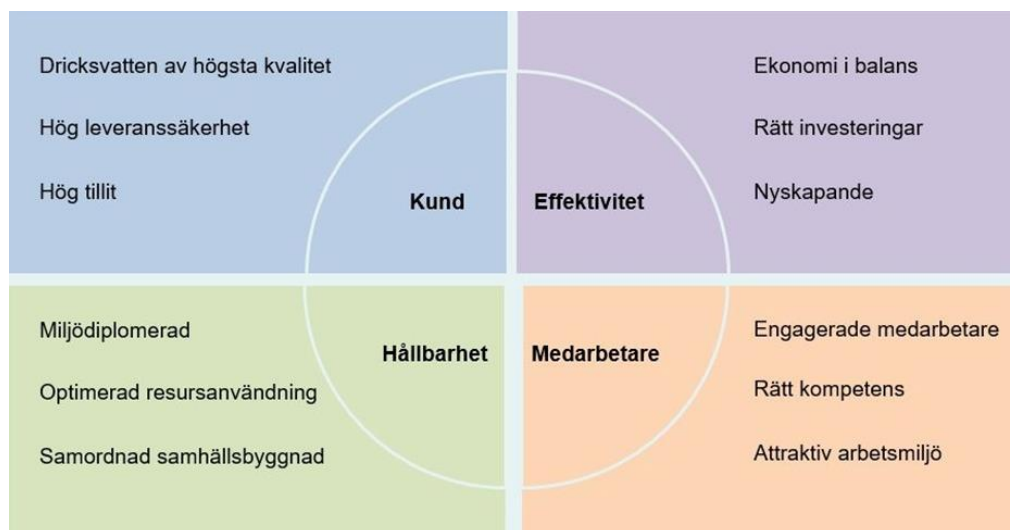 Dricksvatten av högsta kvalitet
Hög leveranssäkerhet
Hög tillit
Kund
Effektivitet
Ekonomi i balans
Rätt investeringar
Nyskapande
Miljödiplomerad
Optimerad resursanvändning
Samordnad samhällsbyggnad
Hållbarhet
Medarbetare
Engagerade medarbetare
Rätt kompetens
Attraktiv arbetsmiljö